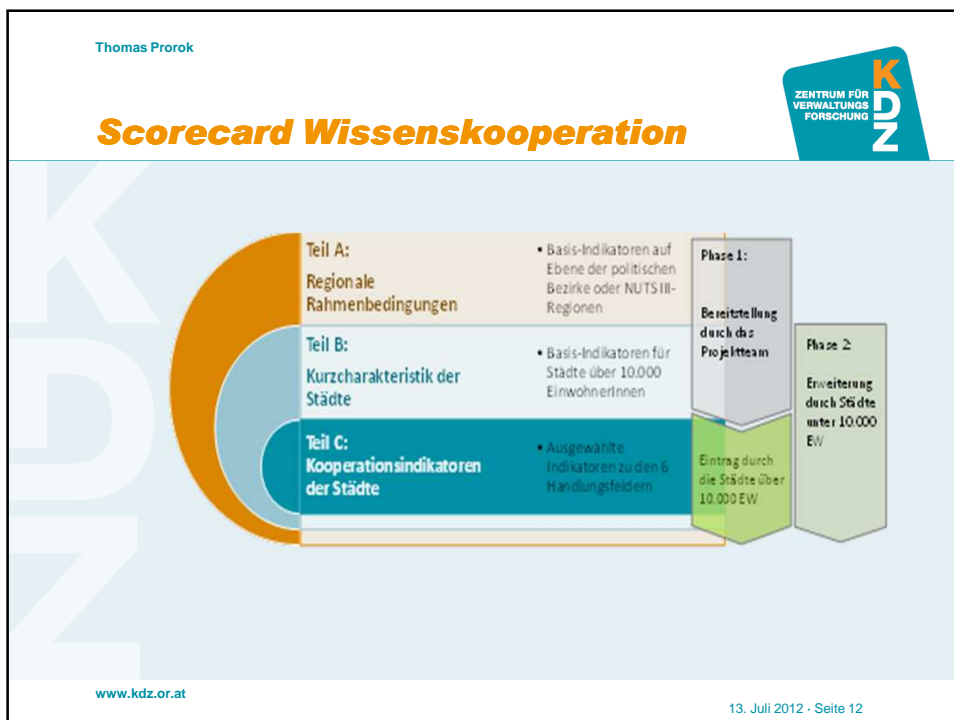 Thomas Prorok
ZENTRUM FÜR
VERWALTUNGS
FORSCHUNG
KDZ
Scorecard Wissenskooperation
KDZ
Teil A:
Regionale
Rahmenbedingungen
• Basis-Indikatoren auf
Ebene der politischen
Bezirke oder NUTS III-
Regionen
Teil B:
Kurzcharakteristik der
Städte
• Basis-Indikatoren für
Städte über 10.000
EinwohnerInnen
Teil C:
Kooperationsindikatoren
der Städte
• Ausgewählte
Indikatoren zu den 6
Handlungsfeldern
Phase 1:
Bereitstellung
durch das
Projektteam
Eintrag durch
die Städte über
10.000 EW
Phase 2:
Erweiterung
durch Städte
unter 10.000
EW
www.kdz.or.at
13. Juli 2012 · Seite 12